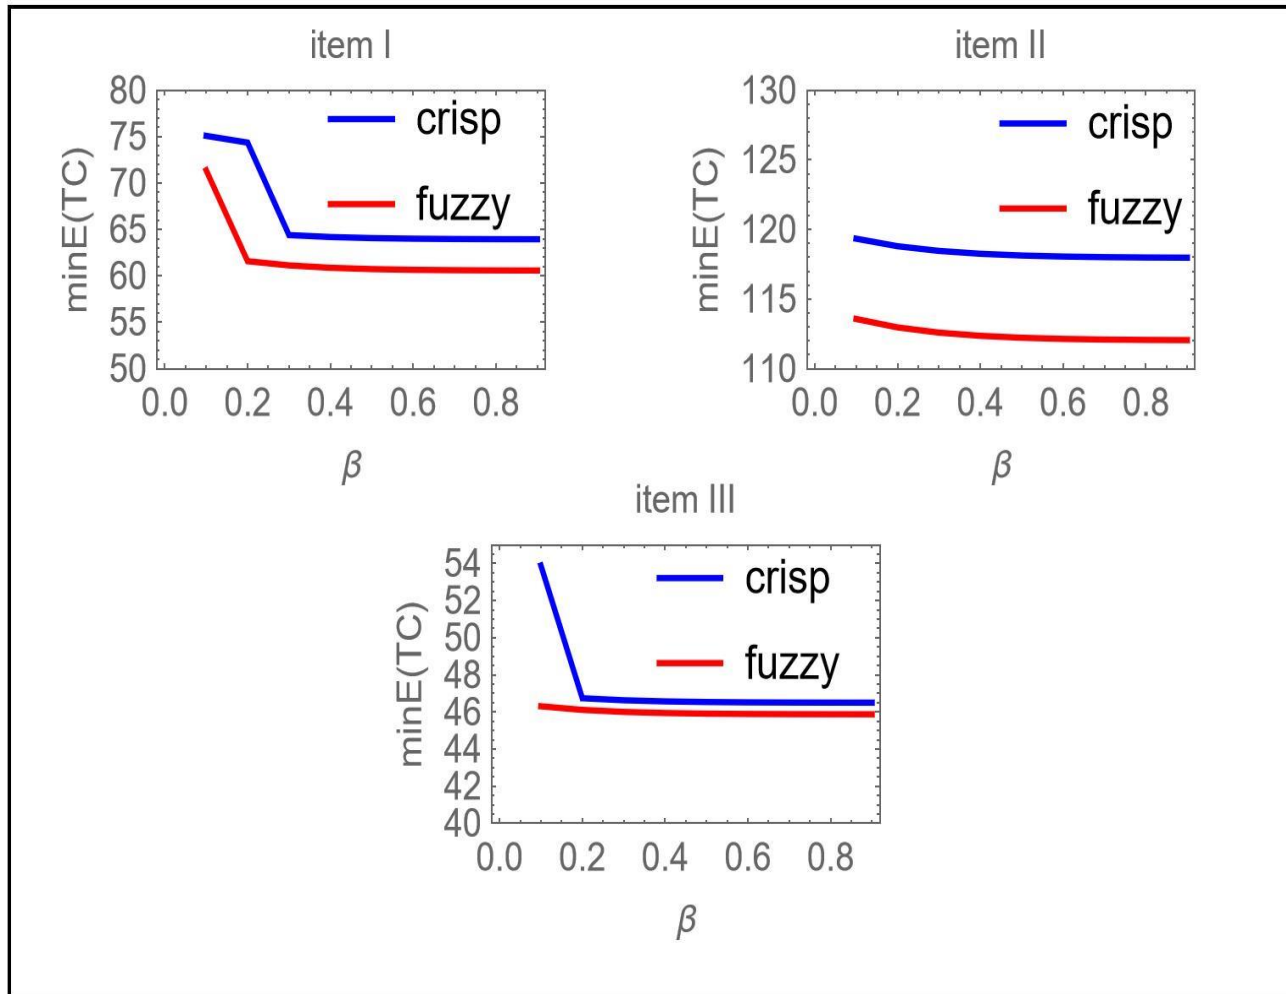 item I
80
75
70
65
60
55
50
minE(TC)
crisp
fuzzy
0.0 0.2 0.4 0.6 0.8
β
item II
130
125
120
115
110
minE(TC)
crisp
fuzzy
0.0 0.2 0.4 0.6 0.8
β
item III
54
52
50
48
46
44
42
40
minE(TC)
crisp
fuzzy
0.0 0.2 0.4 0.6 0.8
β